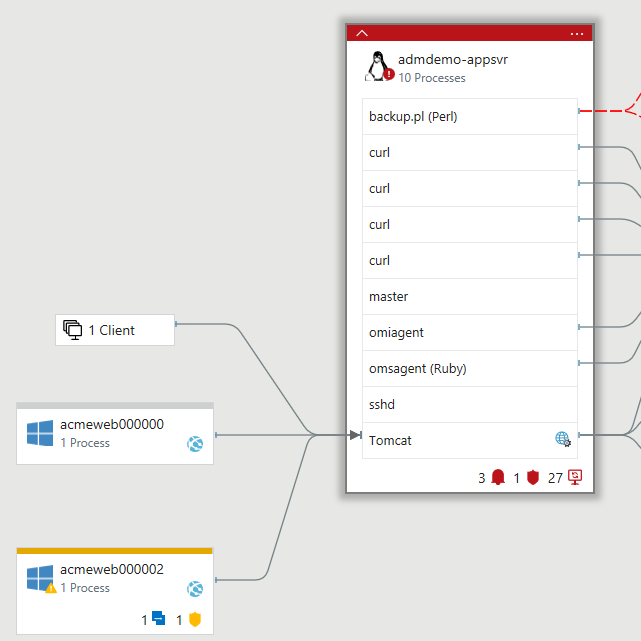 admdemo-appsvr
10 Processes
backup.pl (Perl)
curl
curl
curl
curl
master
omiagent
omsagent (Ruby)
sshd
Tomcat
3 1 27
1 Client
acmeweb000000
1 Process
acmeweb000002
1 Process
1 1